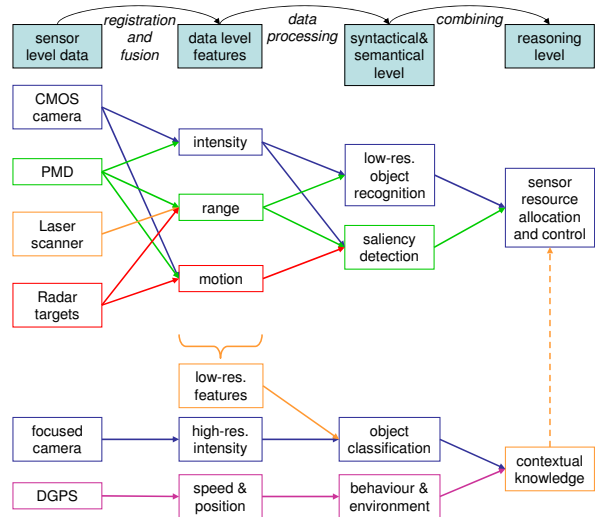 registration
and
fusion
data
processing
combining
sensor
level data
data level
features
syntactical&
semantical
level
reasoning
level
CMOS
camera
PMD
Laser
scanner
Radar
targets
intensity
range
motion
low-res.
object
recognition
saliency
detection
sensor
resource
allocation
and control
low-res.
features
focused
camera
high-res.
intensity
object
classification
contextual
knowledge
DGPS
speed &
position
behaviour &
environment